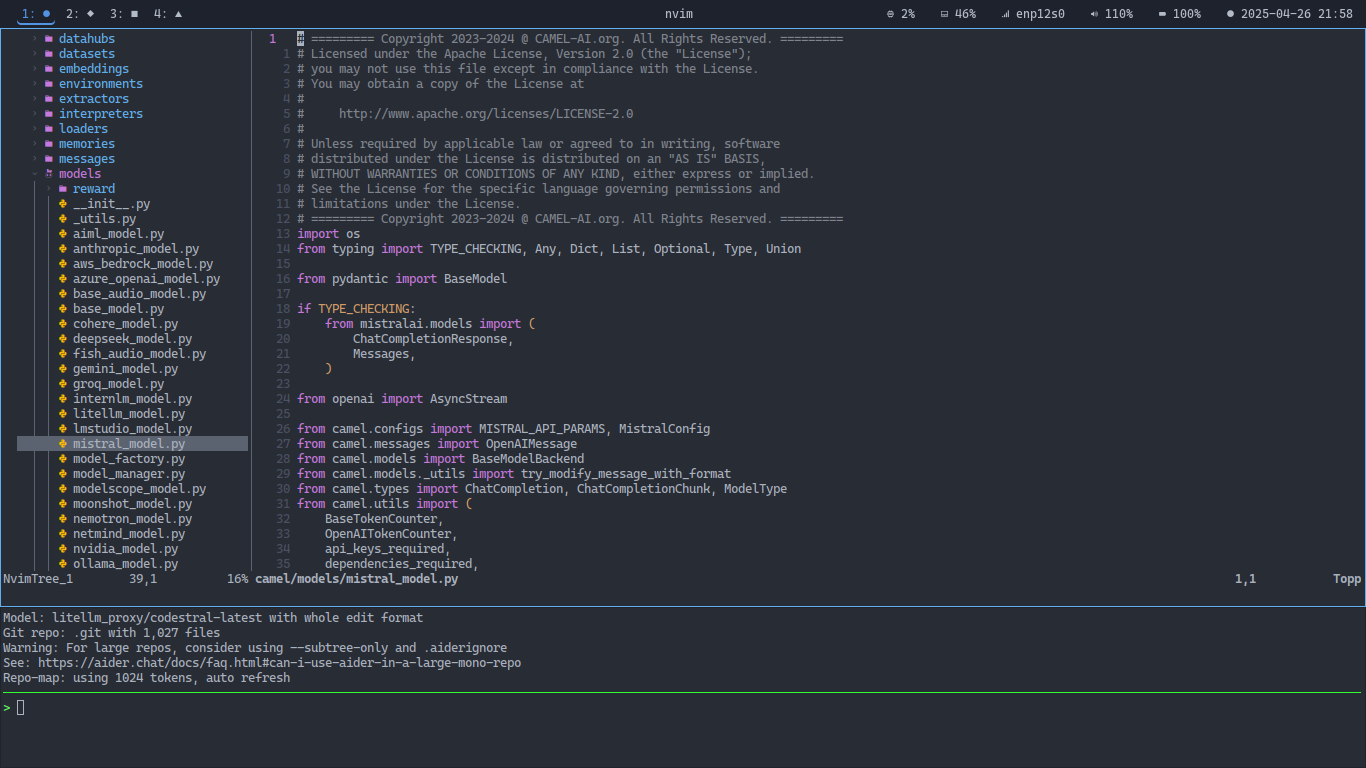 1: ● 2: ◆ 3: ■ 4: ▲ nvim 2% 46% enp12s0 110% 100% 2025-04-26 21:58
datahubs
datasets
embeddings
environments
extractors
interpreters
loaders
memories
messages
models
reward
__init__.py
_utils.py
aiml_model.py
anthropic_model.py
aws_bedrock_model.py
azure_openai_model.py
base_audio_model.py
base_model.py
cohere_model.py
deepseek_model.py
fish_audio_model.py
gemini_model.py
groq_model.py
internlm_model.py
litellm_model.py
lmstudio_model.py
mistral_model.py
model_factory.py
model_manager.py
modelscope_model.py
moonshot_model.py
nemotron_model.py
netmind_model.py
nvidia_model.py
ollama_model.py
1 # ========= Copyright 2023-2024 @ CAMEL-AI.org. All Rights Reserved. =========
1 # Licensed under the Apache License, Version 2.0 (the "License");
2 # you may not use this file except in compliance with the License.
3 # You may obtain a copy of the License at
4 #
5 #     http://www.apache.org/licenses/LICENSE-2.0
6 #
7 # Unless required by applicable law or agreed to in writing, software
8 # distributed under the License is distributed on an "AS IS" BASIS,
9 # WITHOUT WARRANTIES OR CONDITIONS OF ANY KIND, either express or implied.
10 # See the License for the specific language governing permissions and
11 # limitations under the License.
12 # ========= Copyright 2023-2024 @ CAMEL-AI.org. All Rights Reserved. =========
13 import os
14 from typing import TYPE_CHECKING, Any, Dict, List, Optional, Type, Union
15
16 from pydantic import BaseModel
17
18 if TYPE_CHECKING:
19     from mistralai.models import (
20         ChatCompletionResponse,
21         Messages,
22     )
23
24 from openai import AsyncStream
25
26 from camel.configs import MISTRAL_API_PARAMS, MistralConfig
27 from camel.messages import OpenAIMessage
28 from camel.models import BaseModelBackend
29 from camel.models._utils import try_modify_message_with_format
30 from camel.types import ChatCompletion, ChatCompletionChunk, ModelType
31 from camel.utils import (
32     BaseTokenCounter,
33     OpenAITokenCounter,
34     api_keys_required,
35     dependencies_required,
NvimTree_1 39,1 16% camel/models/mistral_model.py 1,1 Topp
Model: litellm_proxy/codestral-latest with whole edit format
Git repo: .git with 1,027 files
Warning: For large repos, consider using --subtree-only and .aiderignore
See: https://aider.chat/docs/faq.html#can-i-use-aider-in-a-large-mono-repo
Repo-map: using 1024 tokens, auto refresh
>